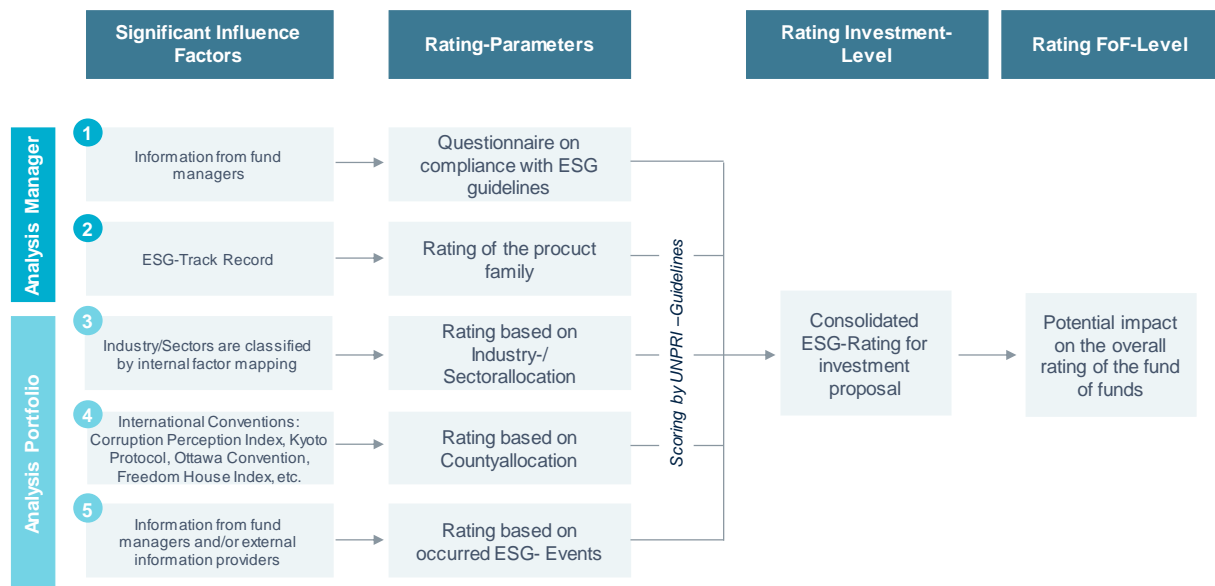 Significant Influence
Factors
Rating-Parameters
Rating Investment-
Level
Rating FoF-Level
Analysis Manager
1
Information from fund
managers
Questionnaire on
compliance with ESG
guidelines
2
ESG-Track Record
Rating of the procuct
family
Analysis Portfolio
3
Industry/Sectors are classified
by internal factor mapping
Rating based on
Industry-/
Sectorallocation
4
International Conventions:
Corruption Perception Index, Kyoto
Protocol, Ottawa Convention,
Freedom House Index, etc.
Rating based on
Countyallocation
5
Information from fund
managers and/or external
information providers
Rating based on
occurred ESG- Events
Scoring by UNPRI –Guidelines
Consolidated
ESG-Rating for
investment
proposal
Potential impact
on the overall
rating of the fund
of funds